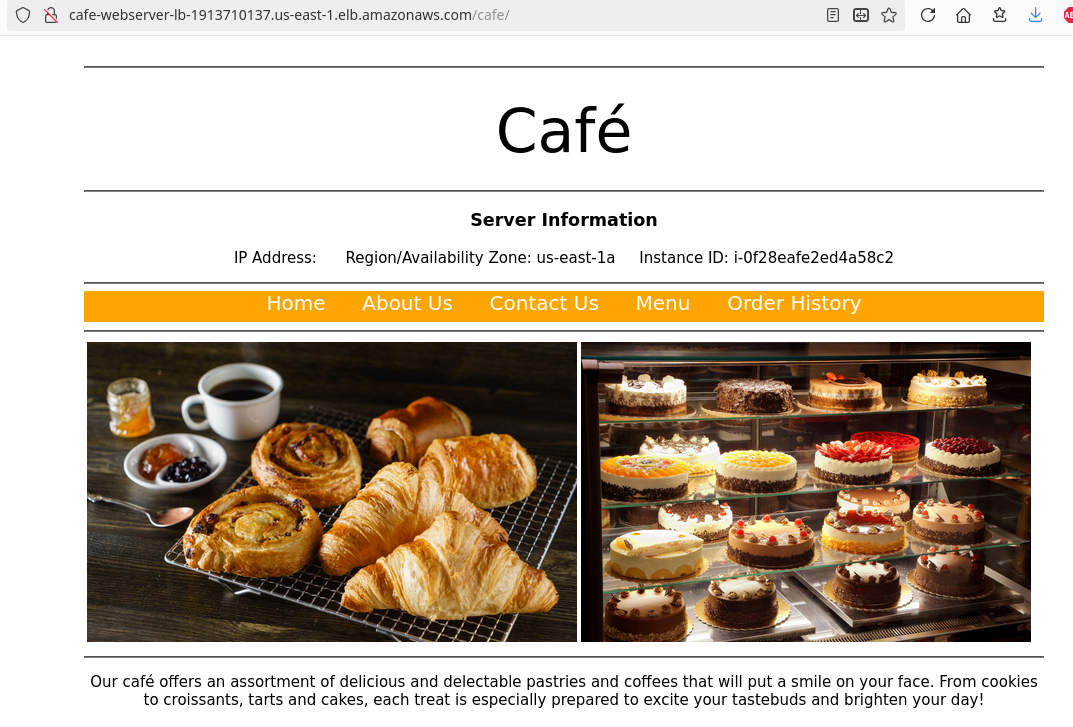 cafe-webserver-lb-1913710137.us-east-1.elb.amazonaws.com/cafe/
Café
Server Information
IP Address: Region/Availability Zone: us-east-1a Instance ID: i-0f28eafe2ed4a58c2
Home About Us Contact Us Menu Order History
Our café offers an assortment of delicious and delectable pastries and coffees that will put a smile on your face. From cookies
to croissants, tarts and cakes, each treat is especially prepared to excite your tastebuds and brighten your day!